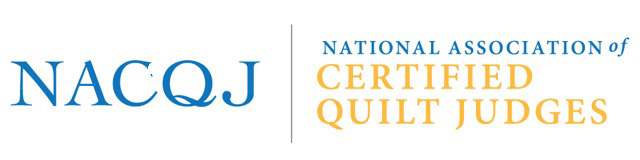 NACQJ
NATIONAL ASSOCIATION of
CERTIFIED
QUILT JUDGES